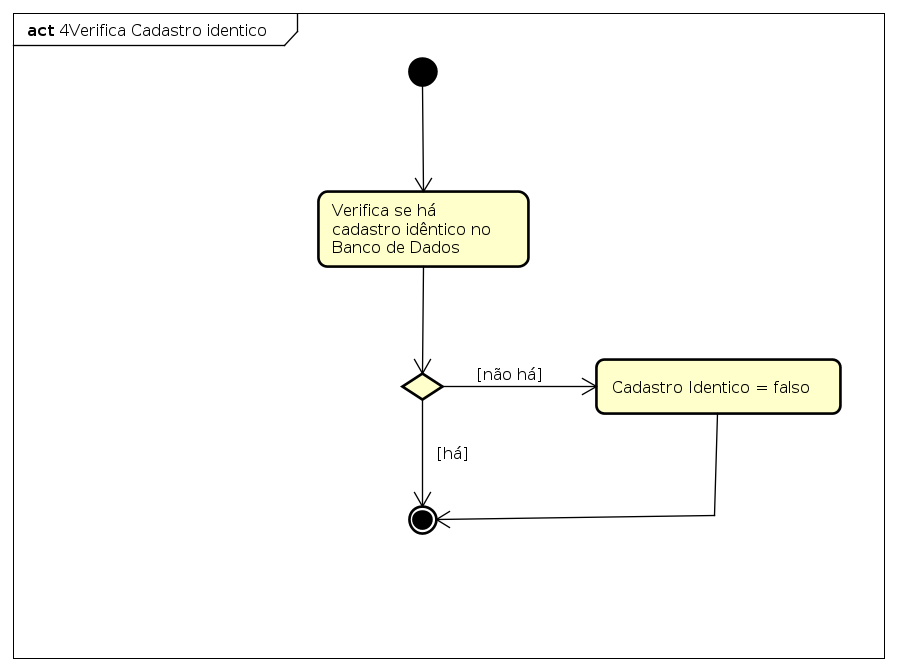 act 4Verifica Cadastro identico
Verifica se há
cadastro idêntico no
Banco de Dados
[não há]
Cadastro Identico = falso
[há]